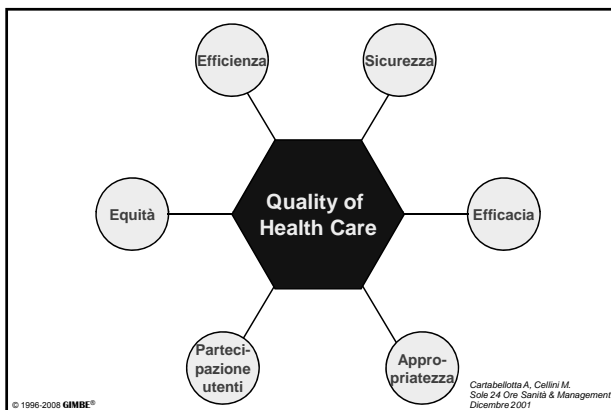 Efficienza
Sicurezza
Equità
Quality of
Health Care
Efficacia
Parteci-
pazione
utenti
Appro-
priatezza
Cartabellotta A, Cellini M.
Sole 24 Ore Sanità & Management
Dicembre 2001
© 1996-2008 GIMBE®